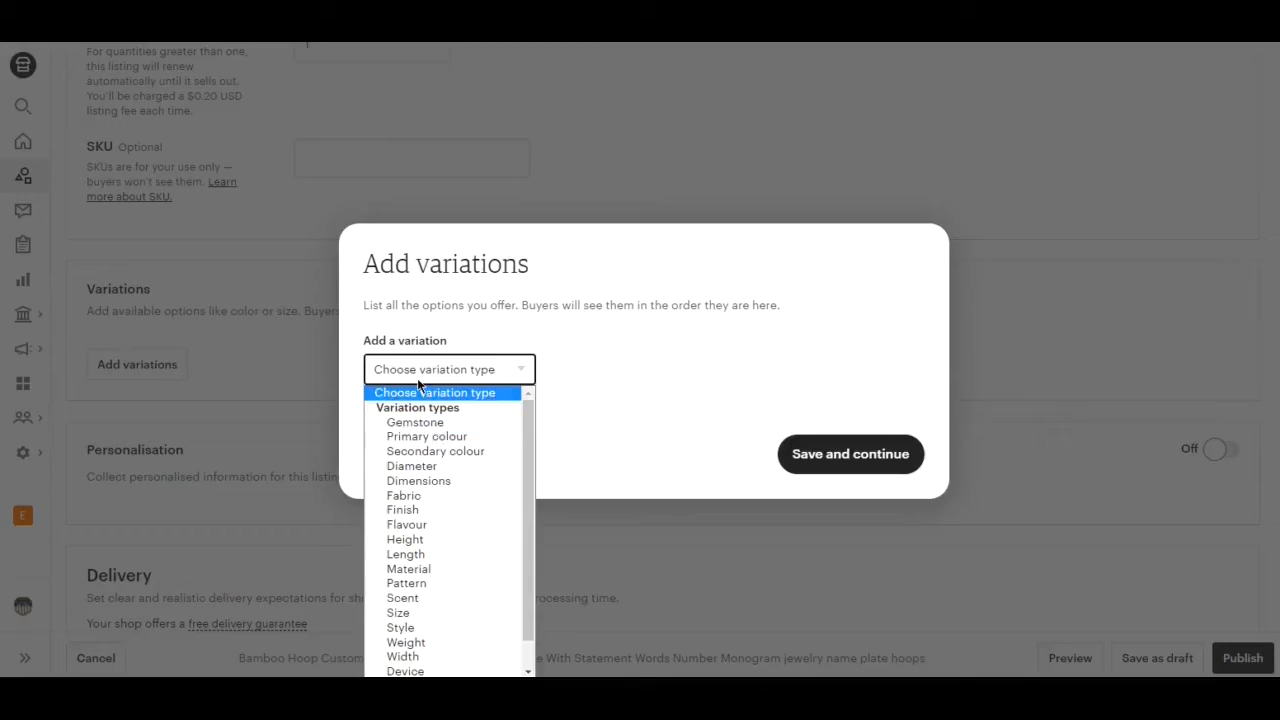 For quantities greater than one,
this listing will renew
automatically until it sells out.
You'll be charged a $0.20 USD
listing fee each time.
SKU Optional
SKUs are for your use only —
buyers won't see them. Learn
more about SKU.
Add variations
Variations
List all the options you offer. Buyers will see them in the order they are here.
Add available options like color or size. Buyers
Add a variation
Add variations
Choose variation type
Choose variation type
Variation types
Gemstone
Primary colour
Secondary colour
Diameter
Dimensions
Fabric
Finish
Flavour
Height
Length
Material
Pattern
Scent
Size
Style
Weight
Width
Device
Save and continue
Personalisation
Off
Collect personalised information for this listin
E
Delivery
Set clear and realistic delivery expectations for sh rocessing time.
Your shop offers a free delivery guarantee
Cancel
Bamboo Hoop Custom e With Statement Words Number Monogram jewelry name plate hoops
Preview
Save as draft
Publish